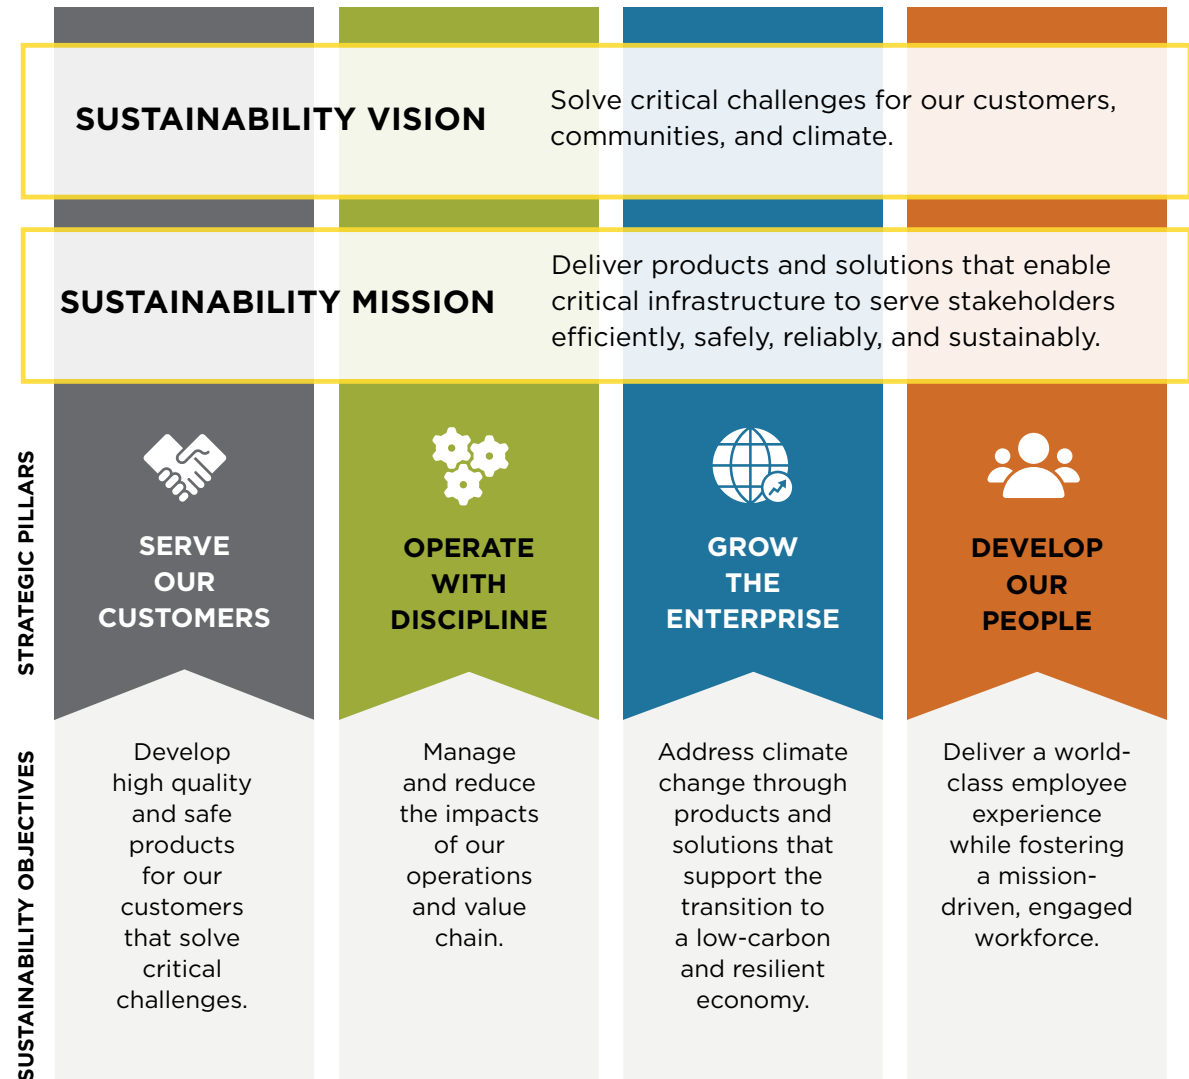 SUSTAINABILITY VISION
Solve critical challenges for our customers,
communities, and climate.
SUSTAINABILITY MISSION
Deliver products and solutions that enable
critical infrastructure to serve stakeholders
efficiently, safely, reliably, and sustainably.
STRATEGIC PILLARS
SERVE
OUR
CUSTOMERS
OPERATE
WITH
DISCIPLINE
GROW
THE
ENTERPRISE
DEVELOP
OUR
PEOPLE
SUSTAINABILITY OBJECTIVES
Develop
high quality
and safe
products
for our
customers
that solve
critical
challenges.
Manage
and reduce
the impacts
of our
operations
and value
chain.
Address climate
change through
products and
solutions that
support the
transition to
a low-carbon
and resilient
economy.
Deliver a world-
class employee
experience
while fostering
a mission-
driven, engaged
workforce.